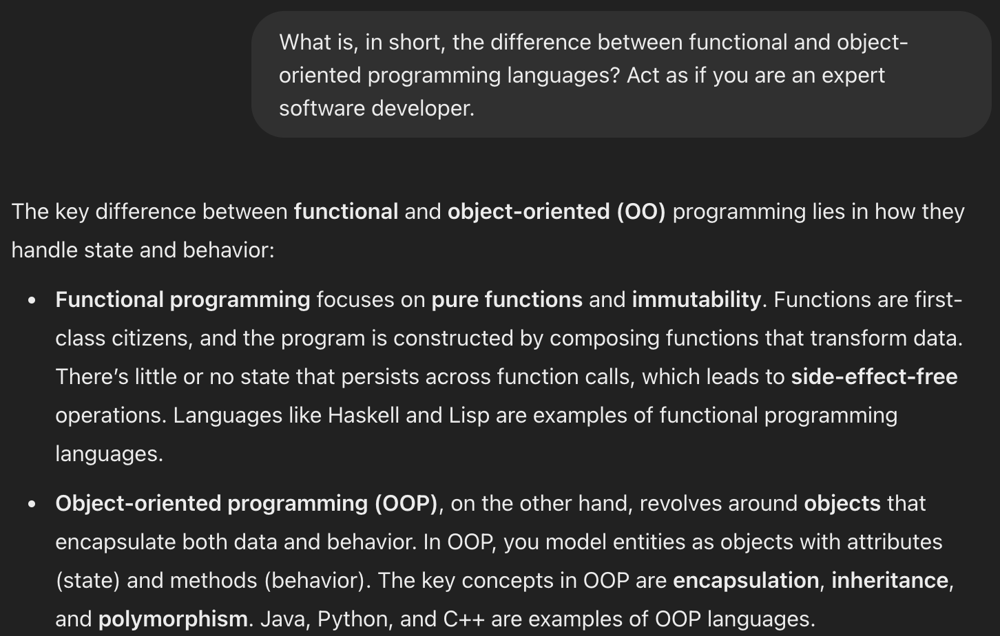 What is, in short, the difference between functional and object-
oriented programming languages? Act as if you are an expert
software developer.
The key difference between functional and object-oriented (OO) programming lies in how they
handle state and behavior:
• Functional programming focuses on pure functions and immutability. Functions are first-
class citizens, and the program is constructed by composing functions that transform data.
There’s little or no state that persists across function calls, which leads to side-effect-free
operations. Languages like Haskell and Lisp are examples of functional programming
languages.
• Object-oriented programming (OOP), on the other hand, revolves around objects that
encapsulate both data and behavior. In OOP, you model entities as objects with attributes
(state) and methods (behavior). The key concepts in OOP are encapsulation, inheritance,
and polymorphism. Java, Python, and C++ are examples of OOP languages.